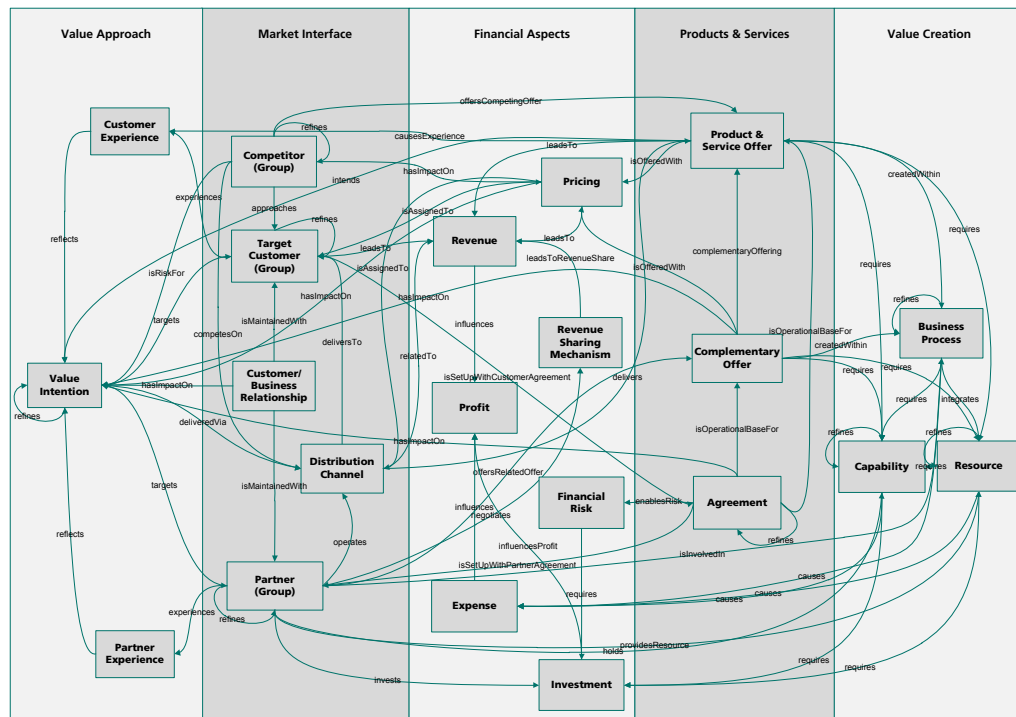 Value Approach
Market Interface
Financial Aspects
Products & Services
Value Creation
offersCompetingOffer
Customer
Experience
refines
causesExperience
Competitor
(Group)
leadsTo
Product &
Service Offer
isOfferedWith
hasImpactOn
intends
Pricing
createdWithin
experiences
approaches
isAssignedTo
refines
requires
reflects
Target
Customer
(Group)
leadsTo
Revenue
leadsTo
complementaryOffering
leadsToRevenueShare
isOfferedWith
requires
isRiskFor
isAssignedTo
hasImpactOn
hasImpactOn
refines
targets
isMaintainedWith
influences
Revenue
Sharing
Mechanism
isOperationalBaseFor
Business
Process
competesOn
deliversTo
createdWithin
Complementary
Offer
relatedTo
Value
Intention
hasImpactOn
Customer/
Business
Relationship
isSetUpWithCustomerAgreement
delivers
requires
requires
requires
integrates
refines
Profit
deliveredVia
isOperationalBaseFor
hasImpactOn
refines
refines
Distribution
Channel
offersRelatedOffer
Capability
requires
Resource
targets
isMaintainedWith
Financial
Risk
enablesRisk
Agreement
influences
negotiates
operates
refines
reflects
influencesProfit
isInvolvedIn
isSetUpWithPartnerAgreement
Partner
(Group)
Expense
requires
causes
causes
causes
experiences
refines
Partner
Experience
providesResource
holds
requires
requires
invests
Investment